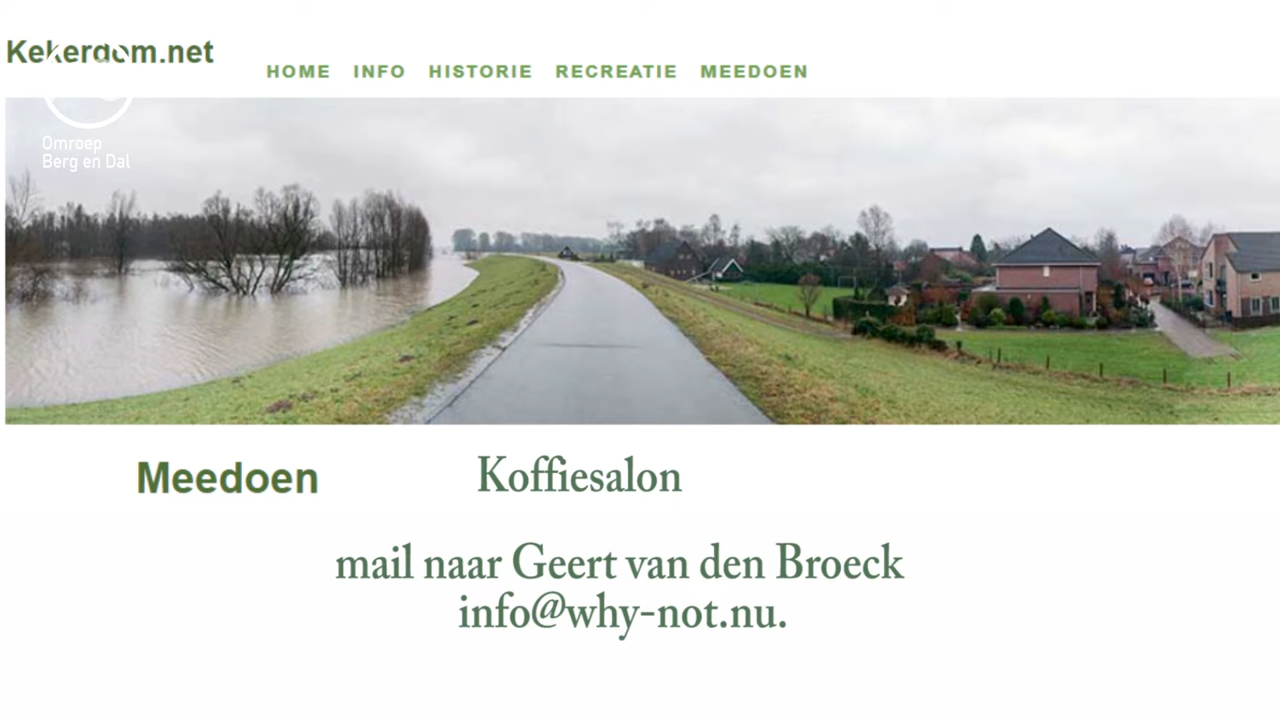 Kekerdom.net
HOME INFO HISTORIE RECREATIE MEEDOEN
Omroep
Berg en Dal
Meedoen Koffiesalon
mail naar Geert van den Broeck
info@why-not.nu.